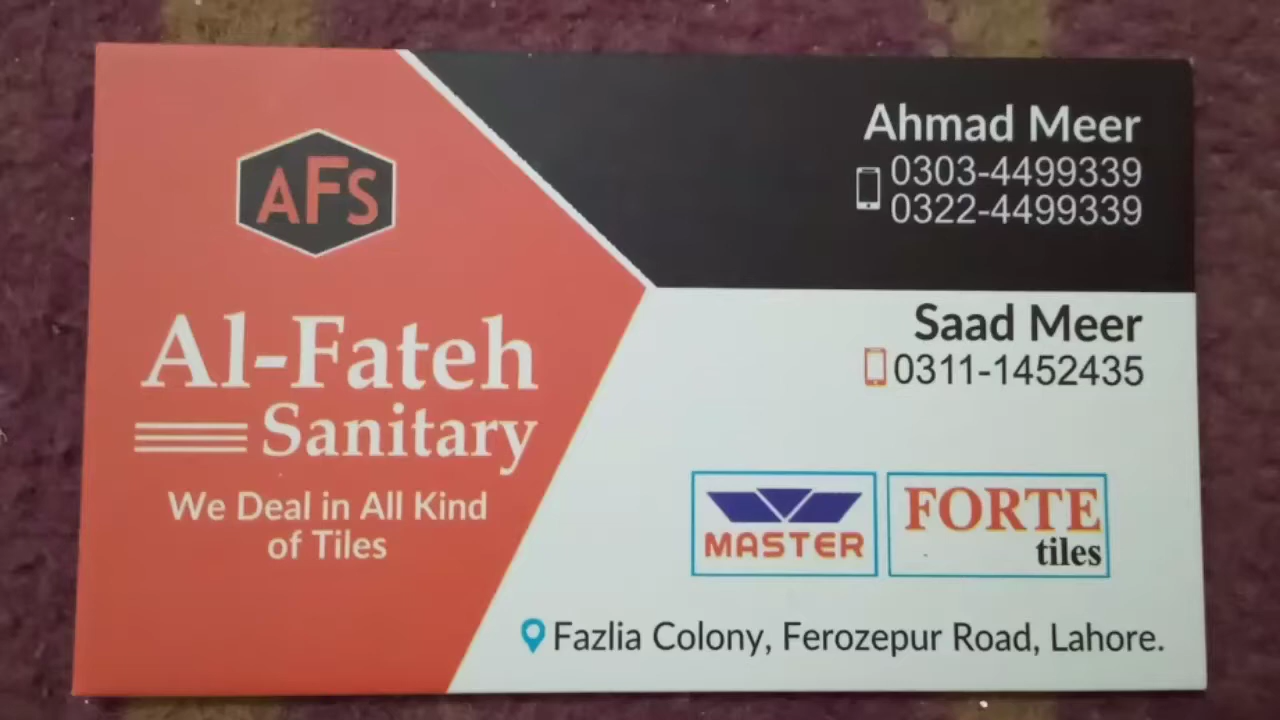 AFS
Al-Fateh
Sanitary
We Deal in All Kind
of Tiles
Ahmad Meer
0303-4499339
0322-4499339
Saad Meer
0311-1452435
MASTER
FORTE
tiles
Fazlia Colony, Ferozepur Road, Lahore.